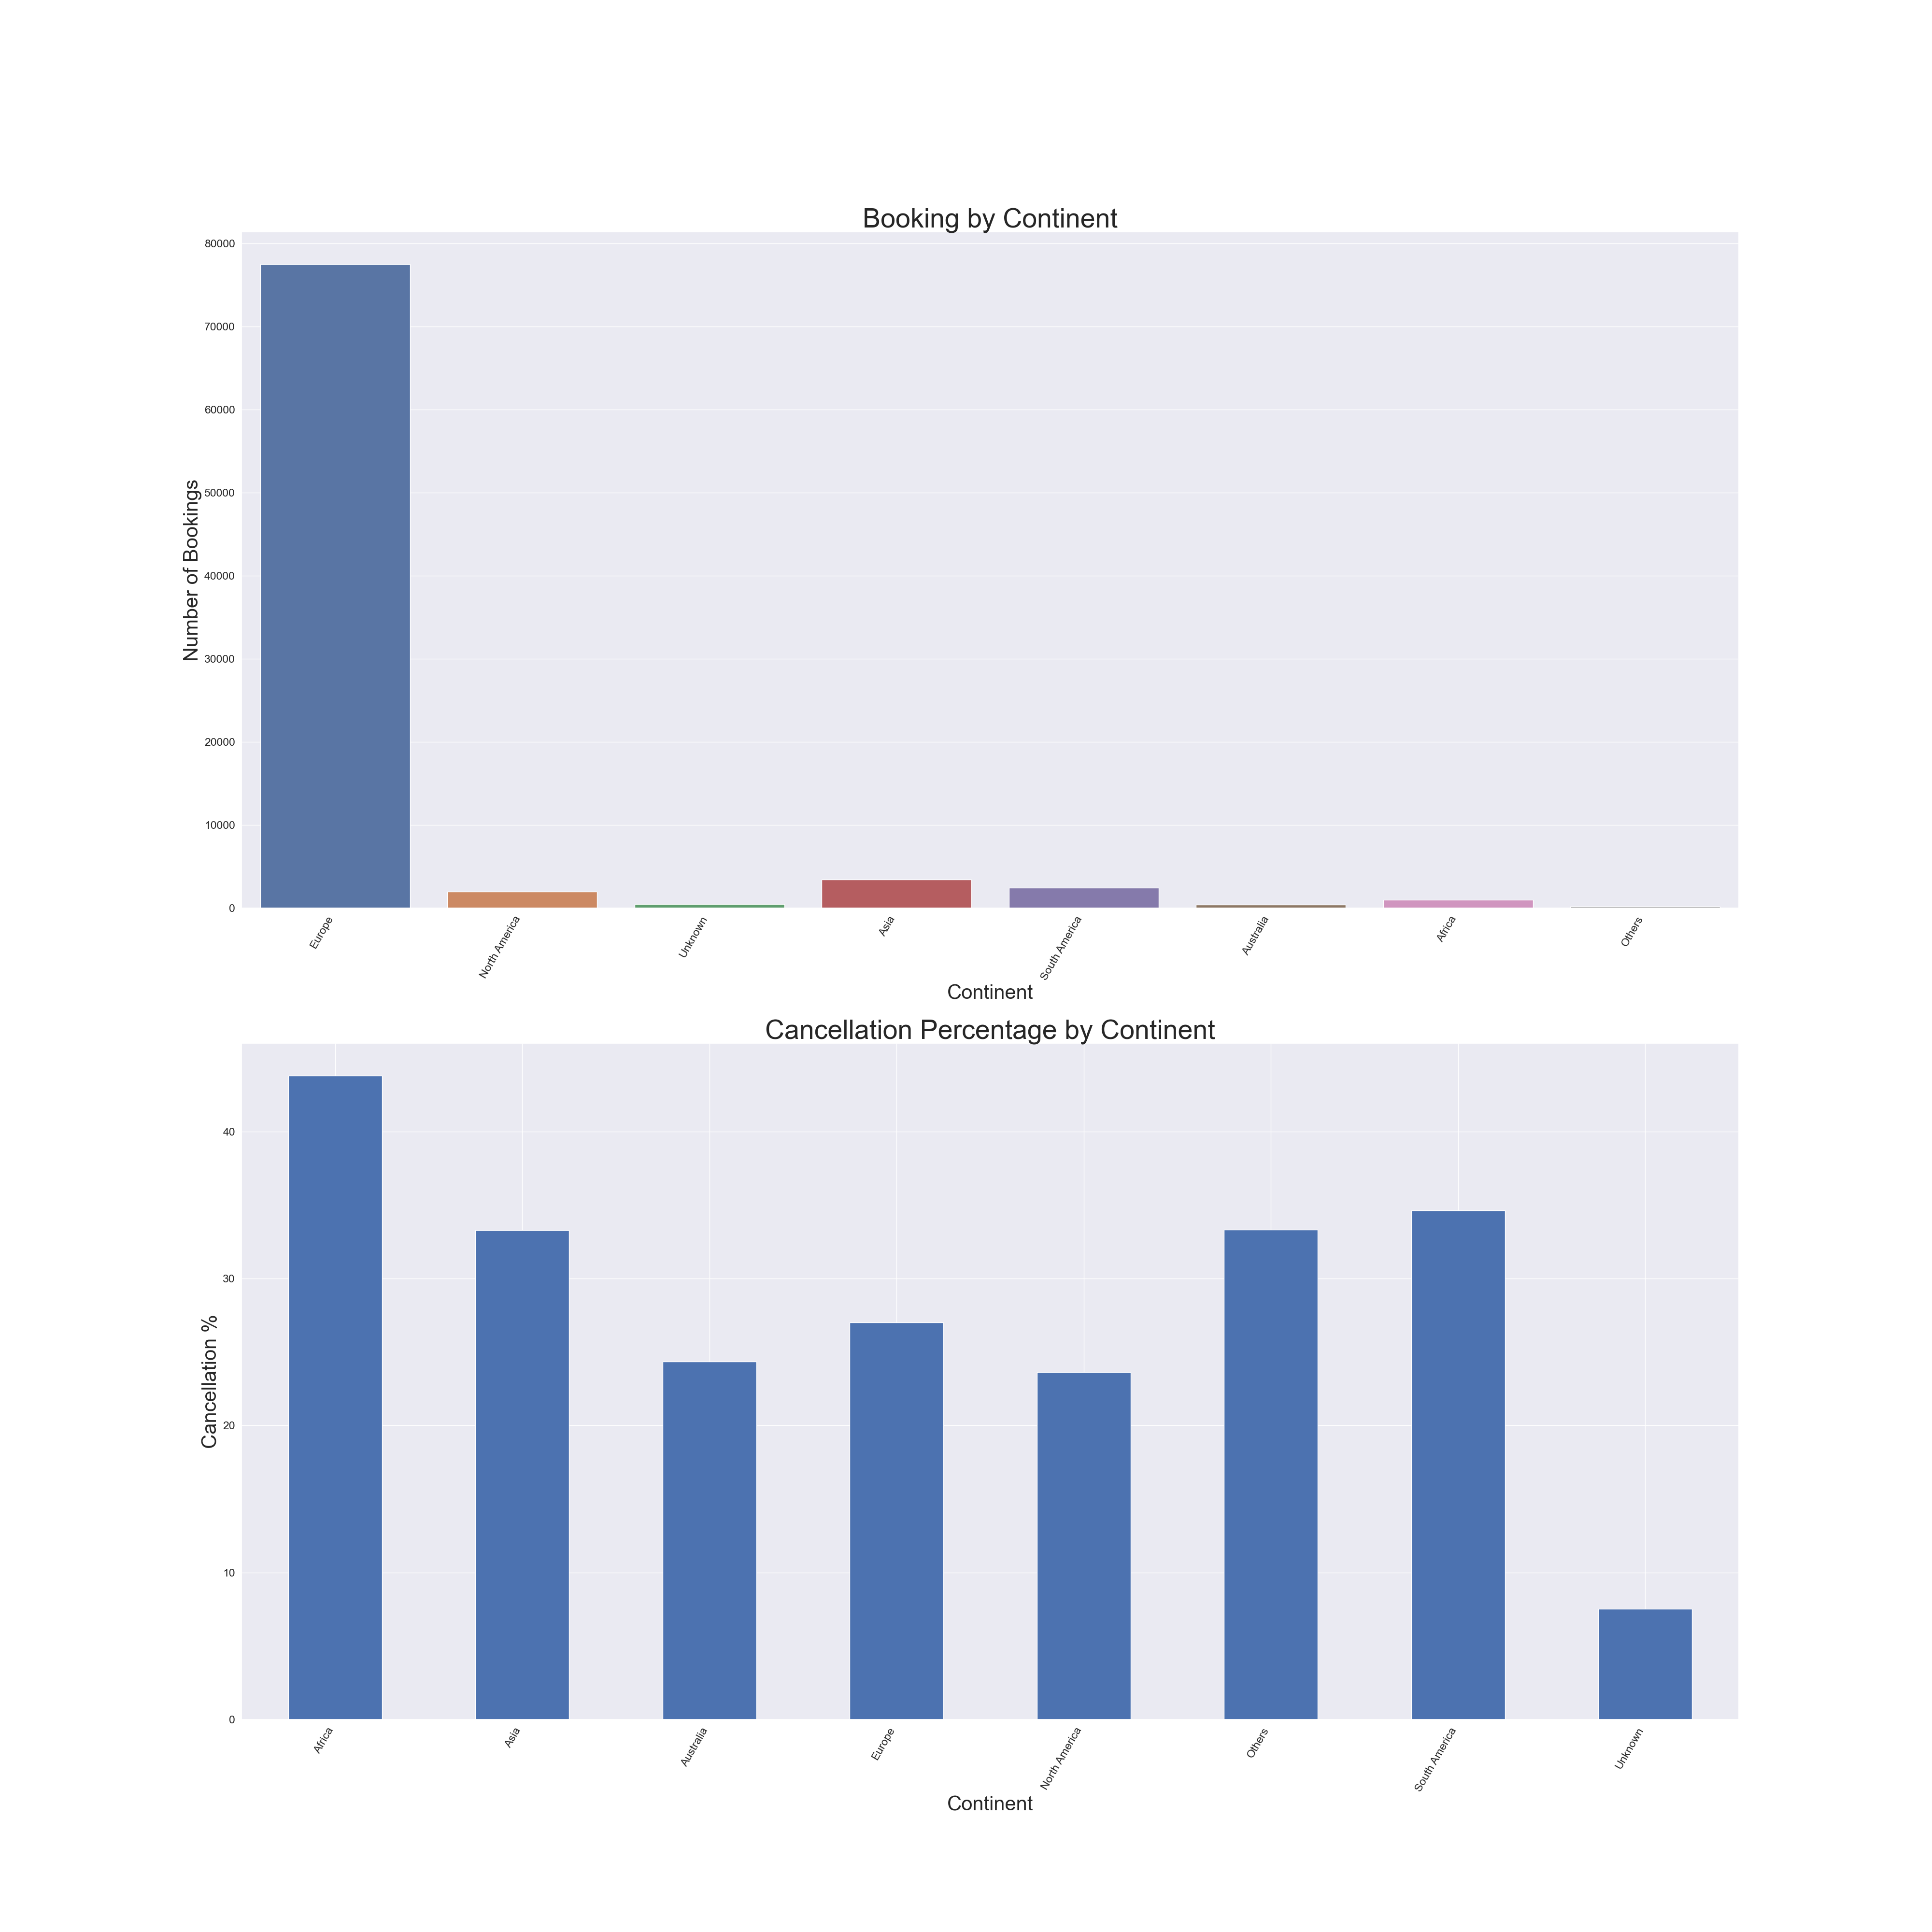 Booking by Continent
80000
70000
60000
50000
40000
30000
20000
10000
0
Number of Bookings
Europe
North America
Unknown
Asia
South America
Australia
Africa
Others
Continent
Cancellation Percentage by Continent
40
30
20
10
0
Cancellation %
Africa
Asia
Australia
Europe
North America
Others
South America
Unknown
Continent